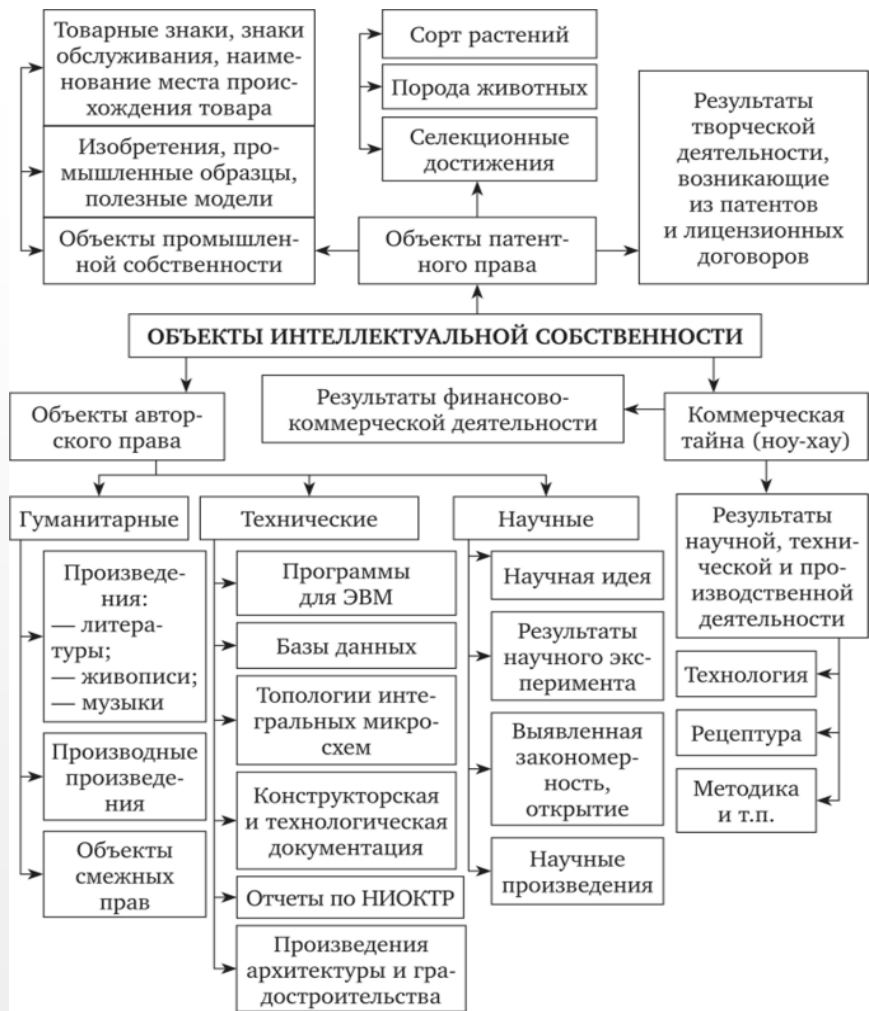 Товарные знаки, знаки
обслуживания, наиме-
нование места проис-
хождения товара
Изобретения, про-
мышленные образцы,
полезные модели
Объекты промышлен-
ной собственности
Сорт растений
Порода животных
Селекционные
достижения
Объекты патент-
ного права
Результаты
творческой
деятельности,
возникающие
из патентов
и лицензионных
договоров
ОБЪЕКТЫ ИНТЕЛЛЕКТУАЛЬНОЙ СОБСТВЕННОСТИ
Объекты автор-
ского права
Результаты финансово-
коммерческой деятельности
Коммерческая
тайна (ноу-хау)
Гуманитарные
Произведе-
ния:
— литера-
туры;
— живописи;
— музыки
Производные
произведе-
ния
Объекты
смежных
прав
Технические
Программы
для ЭВМ
Базы данных
Топологии инте-
гральных микро-
схем
Конструкторская
и технологическая
документация
Отчеты по НИОКТР
Произведения
архитектуры и гра-
достроительства
Научные
Научная идея
Результаты
научного экс-
перимента
Выявленная
закономер-
ность,
открытие
Научные
произведения
Результаты
научной, техни-
ческой и про-
изводственной
деятельности
Технология
Рецептура
Методика
и т.п.